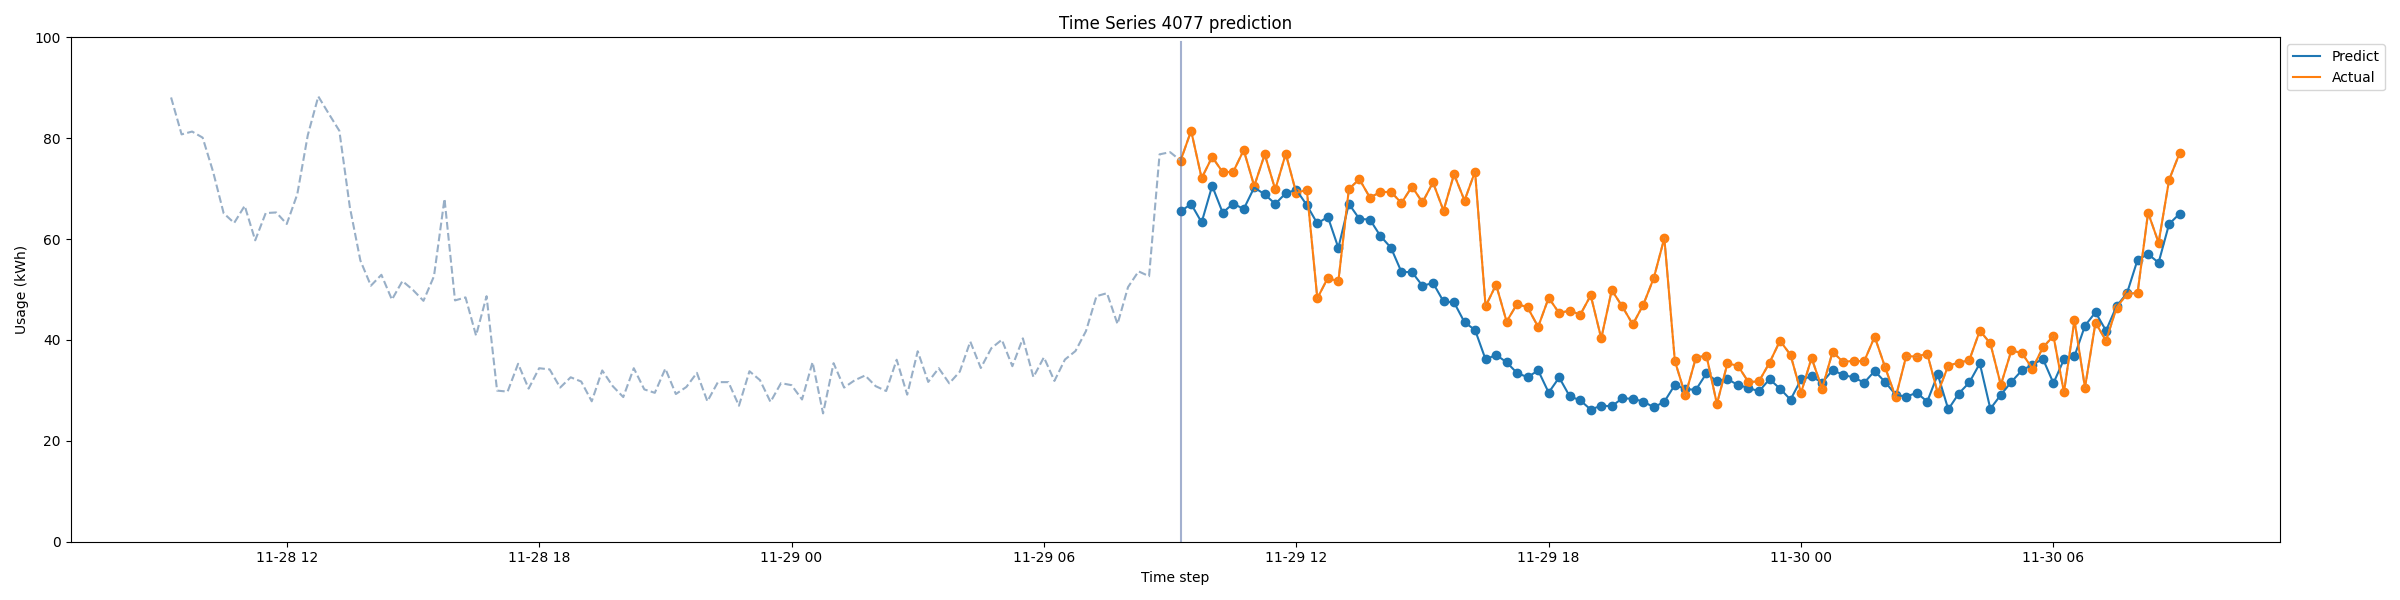 Time Series 4077 prediction
100
80
60
40
20
0
Usage (kWh)
11-28 12
11-28 18
11-29 00
11-29 06
11-29 12
11-29 18
11-30 00
11-30 06
Time step
Predict
Actual